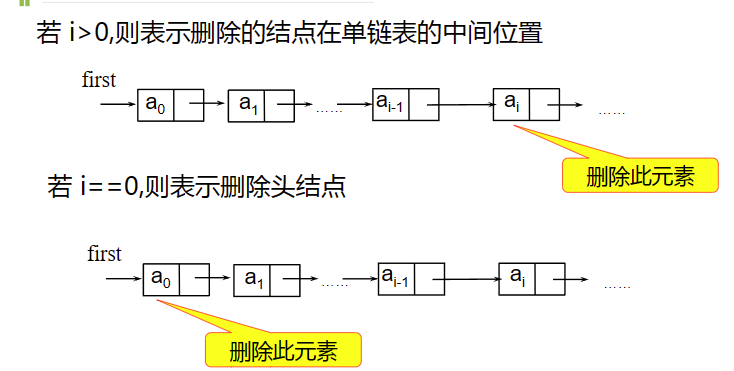 若 i>0,则表示删除的结点在单链表的中间位置
first
a0 a1 …… ai-1 ai ……
删除此元素
若 i==0,则表示删除头结点
first
a0 a1 …… ai-1 ai ……
删除此元素